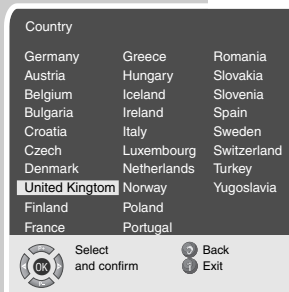 Country
Germany Greece Romania
Austria Hungary Slovakia
Belgium Iceland Slovenia
Bulgaria Ireland Spain
Croatia Italy Sweden
Czech Luxembourg Switzerland
Denmark Netherlands Turkey
United Kingtom Norway Yugoslavia
Finland Poland
France Portugal
OK Select Back
and confirm i Exit